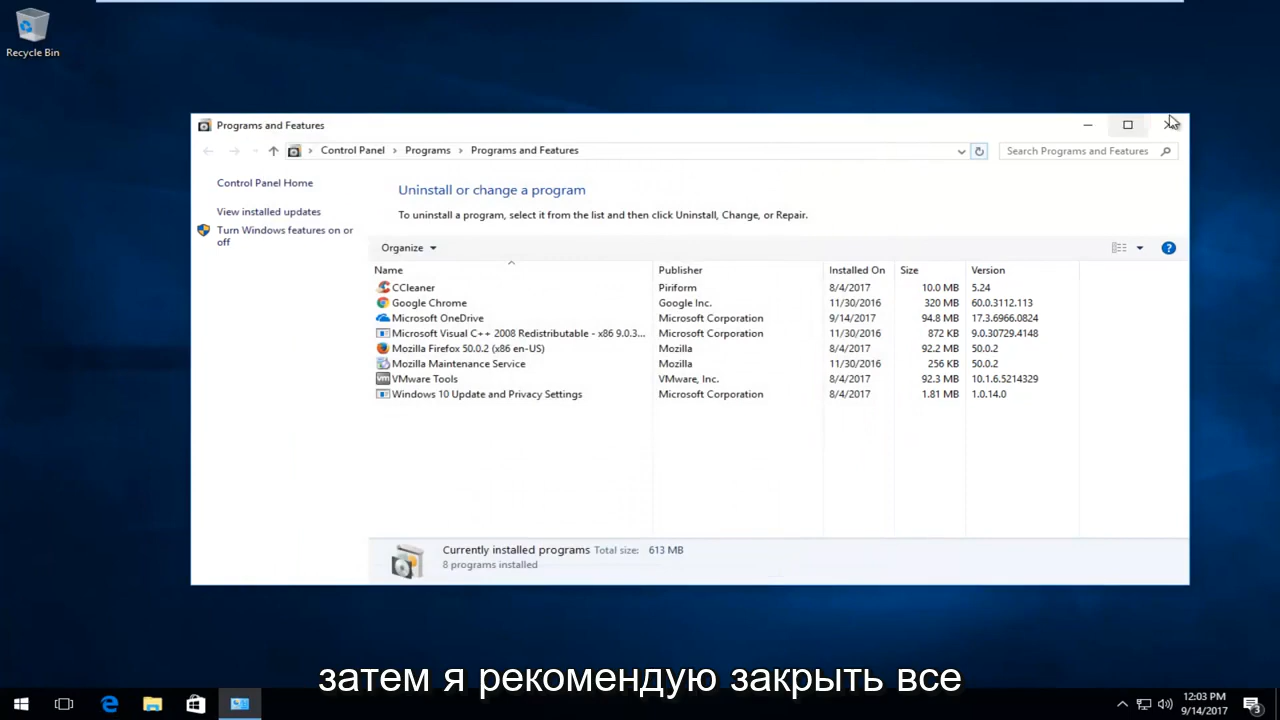 Recycle Bin
Programs and Features
Control Panel > Programs > Programs and Features
Search Programs and Features
Control Panel Home
View installed updates
Turn Windows features on or
off
Uninstall or change a program
To uninstall a program, select it from the list and then click Uninstall, Change, or Repair.
Organize
Name Publisher Installed On Size Version
CCleaner Piriform 8/4/2017 10.0 MB 5.24
Google Chrome Google Inc. 11/30/2016 320 MB 60.0.3112.113
Microsoft OneDrive Microsoft Corporation 9/14/2017 94.8 MB 17.3.6966.0824
Microsoft Visual C++ 2008 Redistributable - x86 9.0.3... Microsoft Corporation 11/30/2016 872 KB 9.0.30729.4148
Mozilla Firefox 50.0.2 (x86 en-US) Mozilla 8/4/2017 92.2 MB 50.0.2
Mozilla Maintenance Service Mozilla 11/30/2016 256 KB 50.0.2
VMware Tools VMware, Inc. 8/4/2017 92.3 MB 10.1.6.5214329
Windows 10 Update and Privacy Settings Microsoft Corporation 8/4/2017 1.81 MB 1.0.14.0
Currently installed programs Total size: 613 MB
8 programs installed
затем я рекомендую закрыть все
12:03 PM
9/14/2017
3